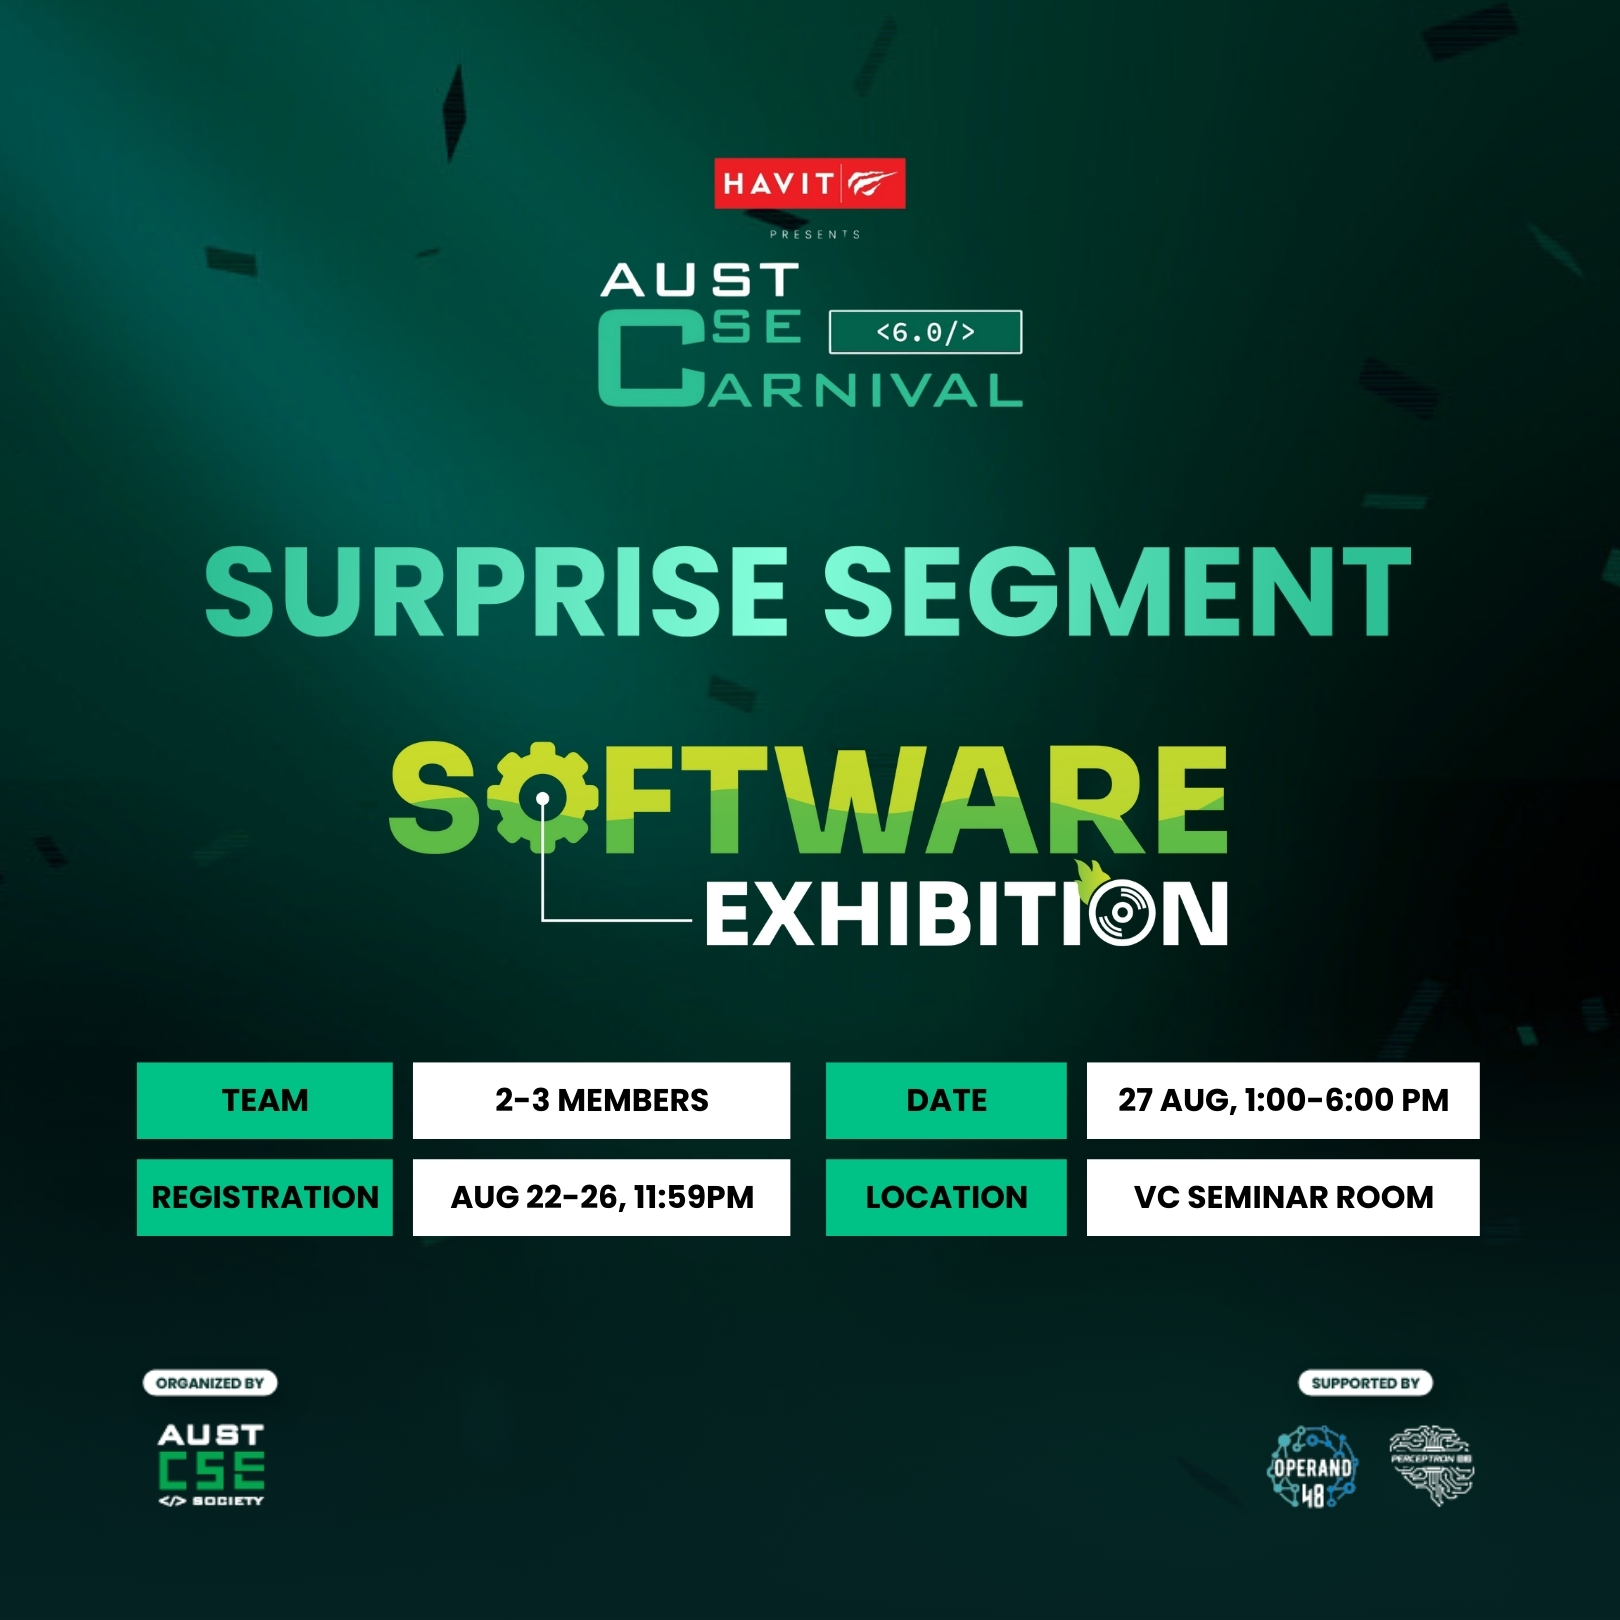 HAVIT
PRESENTS
AUST
CSE <6.0/>
CARNIVAL
SURPRISE SEGMENT
SOFTWARE
EXHIBITION
TEAM 2-3 MEMBERS
DATE 27 AUG, 1:00-6:00 PM
REGISTRATION AUG 22-26, 11:59PM
LOCATION VC SEMINAR ROOM
ORGANIZED BY
AUST
CSE
</> SOCIETY
SUPPORTED BY
OPERAND
48
PERCEPTRON